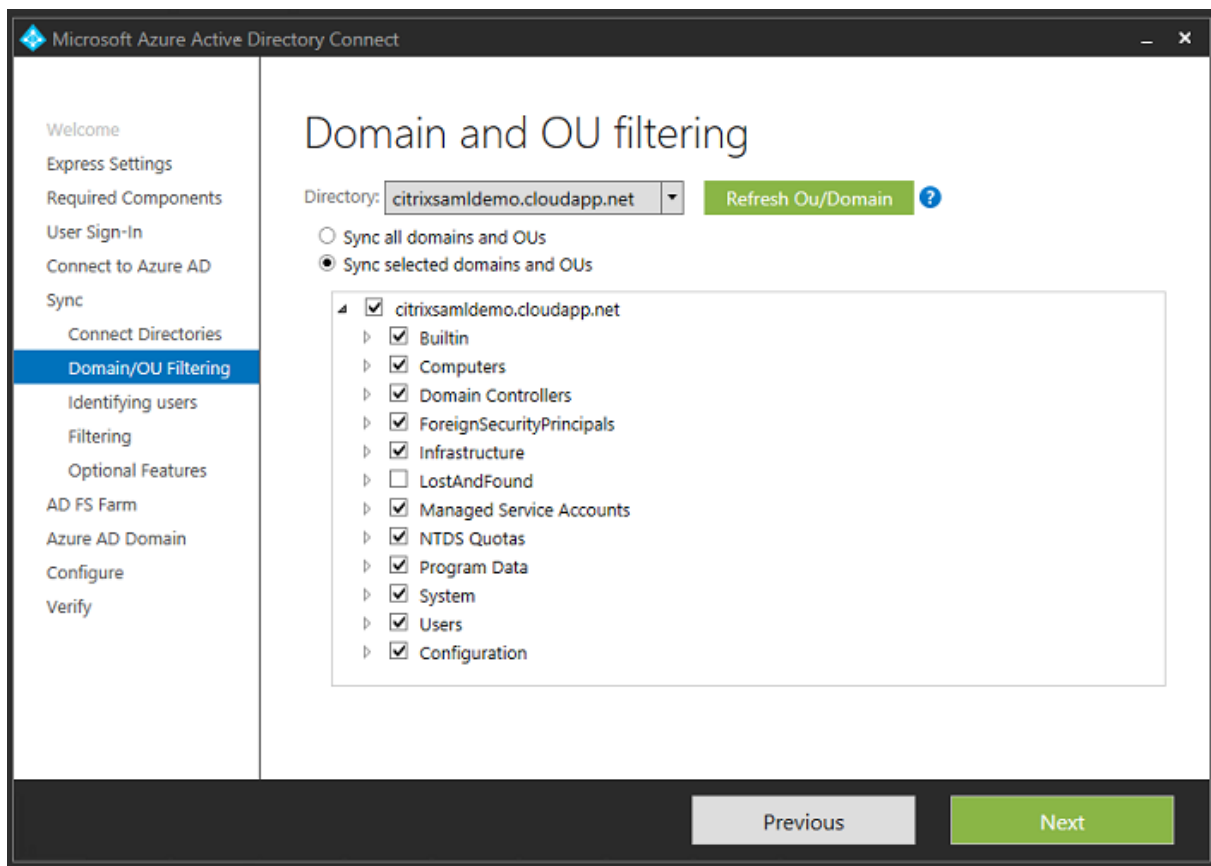 Microsoft Azure Active Directory Connect
Welcome
Express Settings
Required Components
User Sign-In
Connect to Azure AD
Sync
Connect Directories
Domain/OU Filtering
Identifying users
Filtering
Optional Features
AD FS Farm
Azure AD Domain
Configure
Verify
Domain and OU filtering
Directory: citrixsamldemo.cloudapp.net Refresh Ou/Domain ?
Sync all domains and OUs
Sync selected domains and OUs
citrixsamldemo.cloudapp.net
Builtin
Computers
Domain Controllers
ForeignSecurityPrincipals
Infrastructure
LostAndFound
Managed Service Accounts
NTDS Quotas
Program Data
System
Users
Configuration
Previous Next